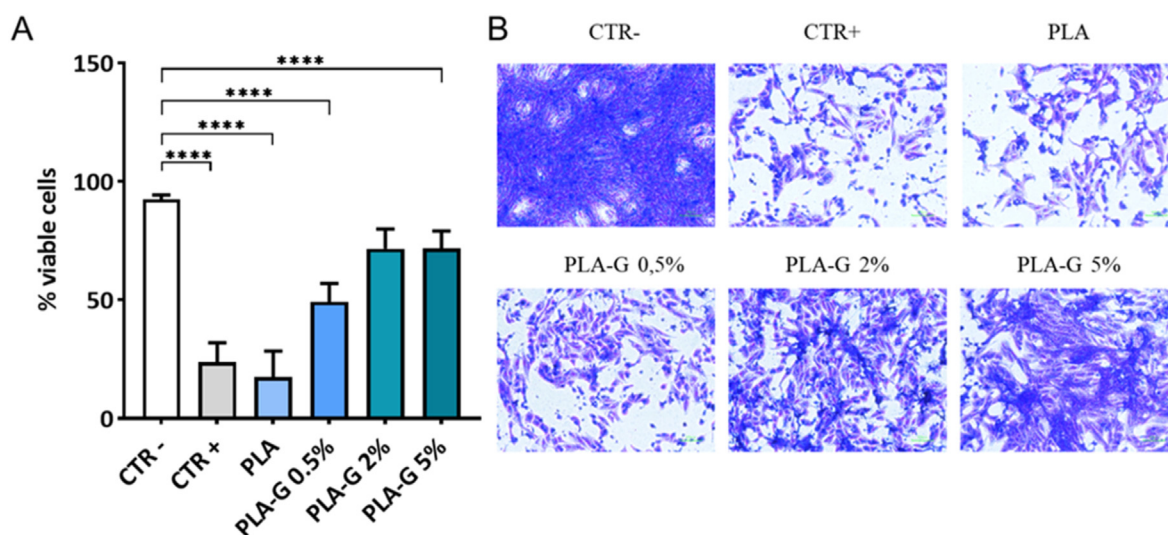 A
150
100
50
0
% viable cells
****
****
****
****
CTR -
CTR +
PLA
PLA-G 0.5%
PLA-G 2%
PLA-G 5%
B
CTR-
CTR+
PLA
PLA-G 0,5%
PLA-G 2%
PLA-G 5%